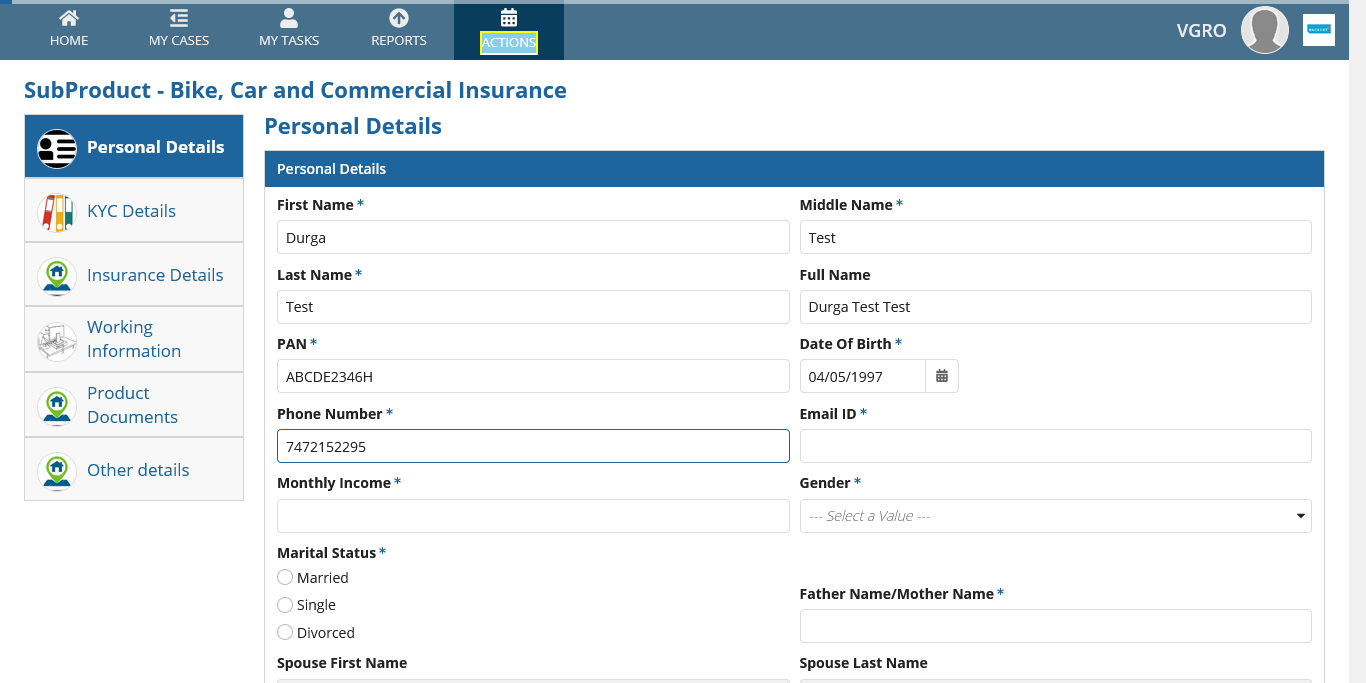 HOME
MY CASES
MY TASKS
REPORTS
ACTIONS
VGRO
SubProduct - Bike, Car and Commercial Insurance
Personal Details
KYC Details
Insurance Details
Working
Information
Product
Documents
Other details
Personal Details
Personal Details
First Name *
Middle Name *
Durga
Test
Last Name *
Full Name
Test
Durga Test Test
PAN *
Date Of Birth *
ABCDE2346H
04/05/1997
Phone Number *
Email ID *
7472152295
Monthly Income *
Gender *
--- Select a Value ---
Marital Status *
Married
Single
Divorced
Father Name/Mother Name *
Spouse First Name
Spouse Last Name